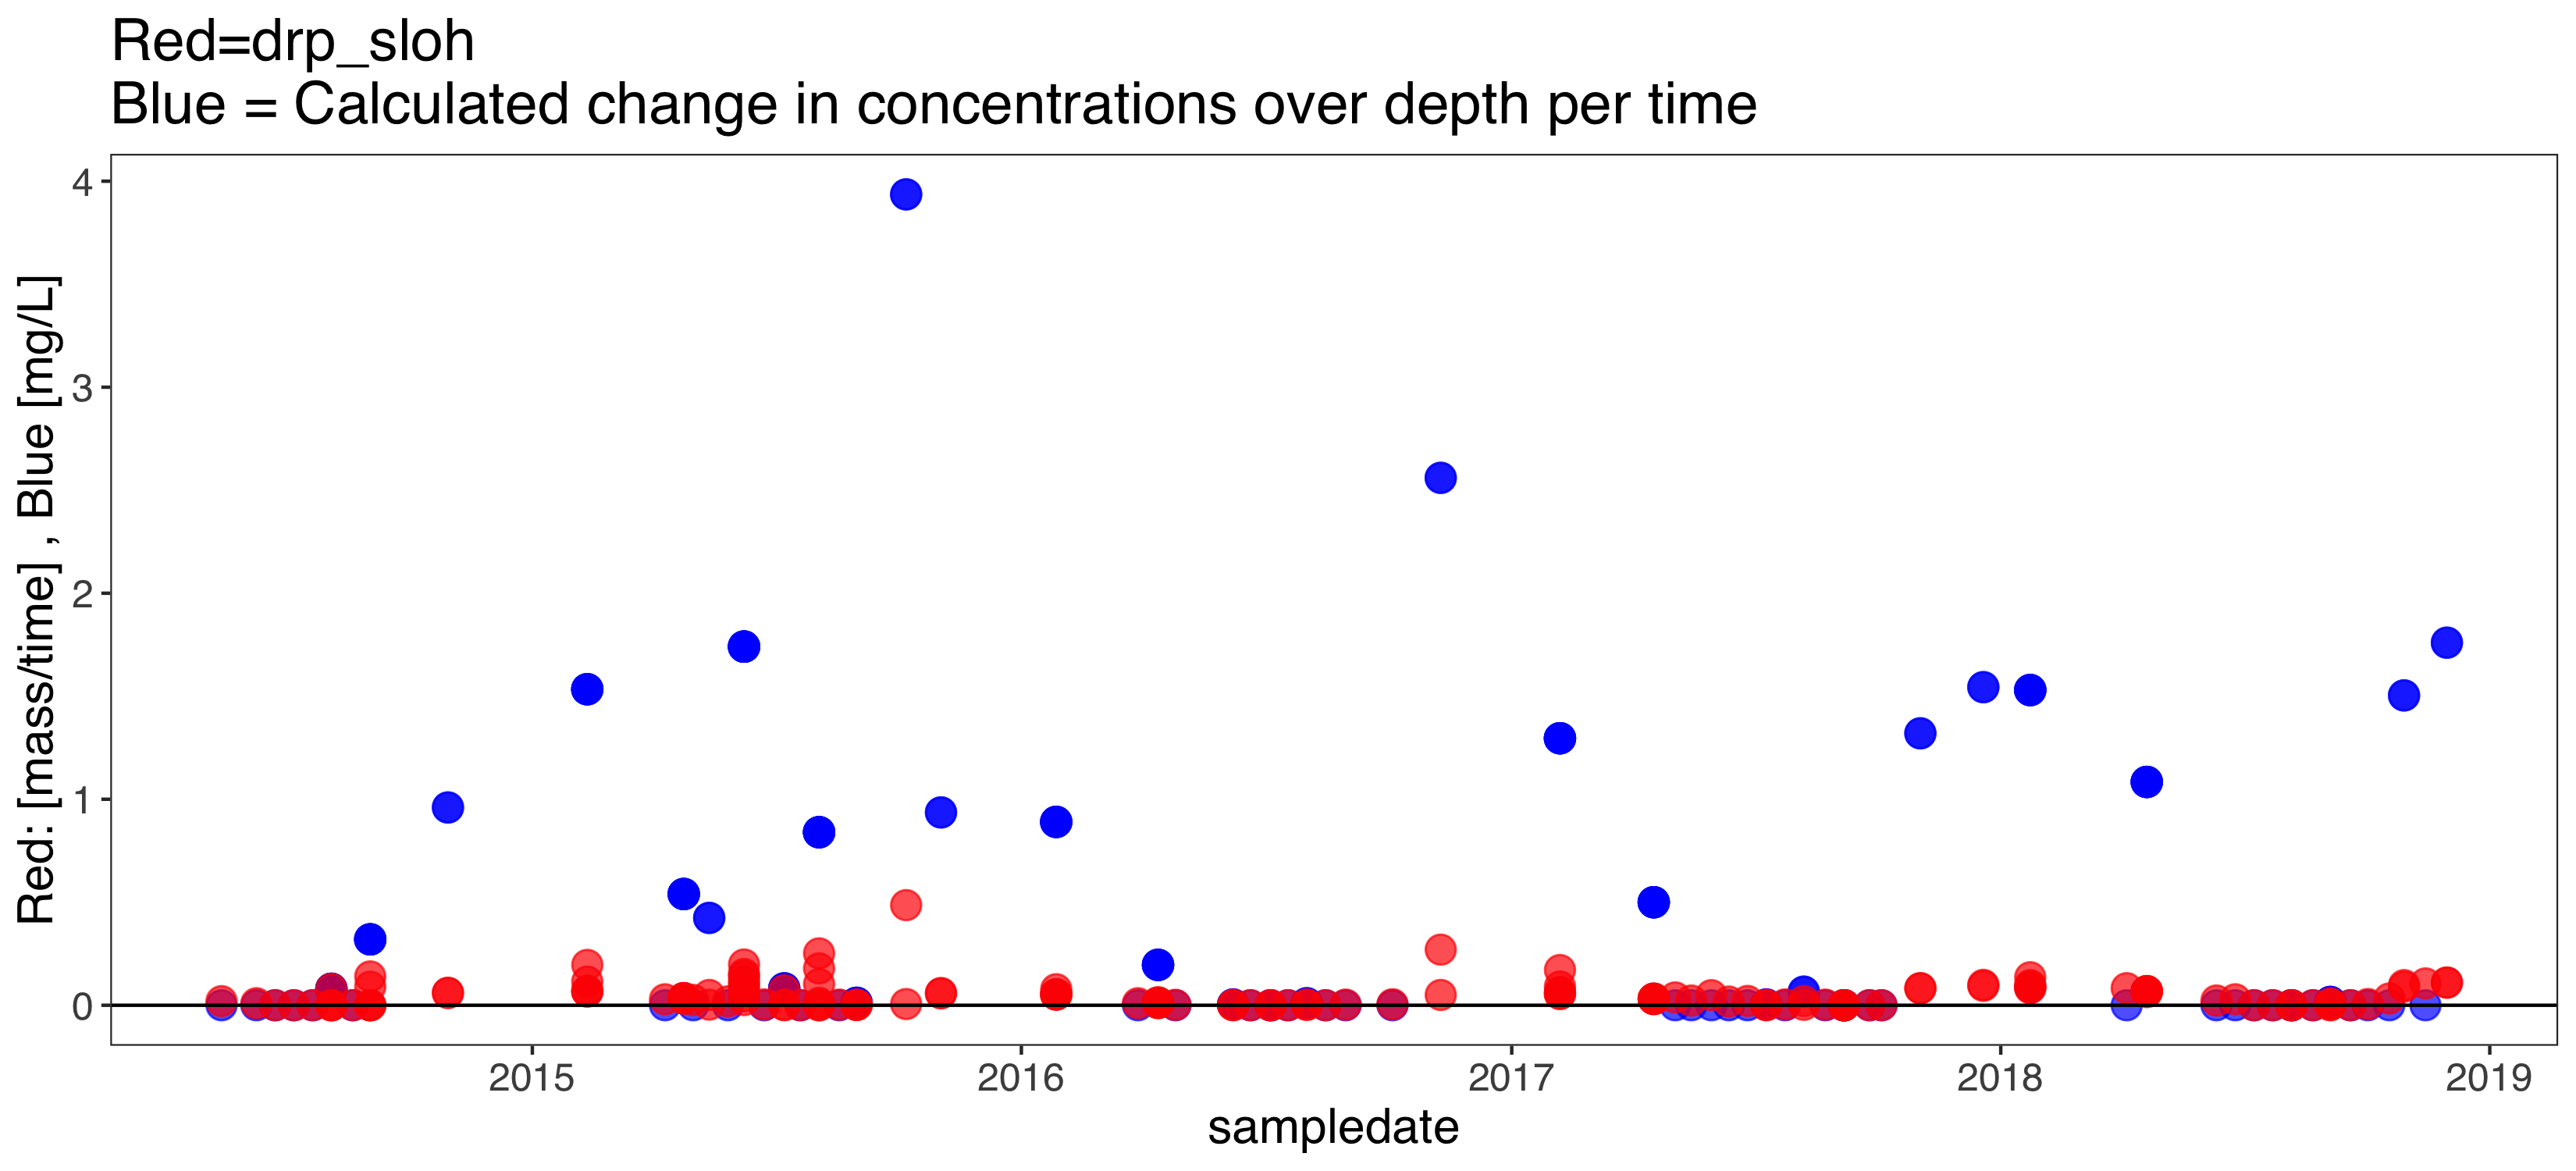 Red=drp_sloh
Blue = Calculated change in concentrations over depth per time
Red: [mass/time] , Blue [mg/L]
4
3
2
1
0
2015
2016
2017
2018
2019
sampledate